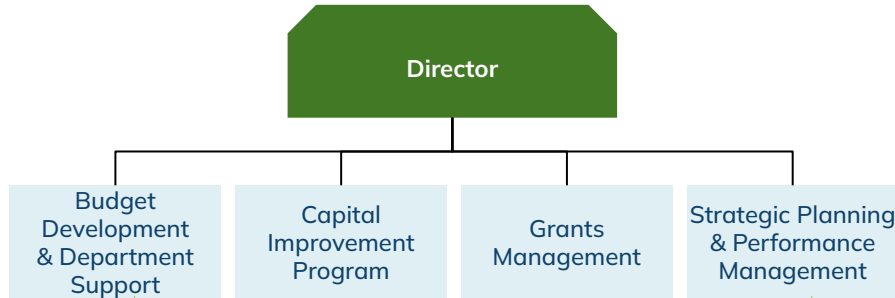 Director
Budget
Development
& Department
Support
Capital
Improvement
Program
Grants
Management
Strategic Planning
& Performance
Management